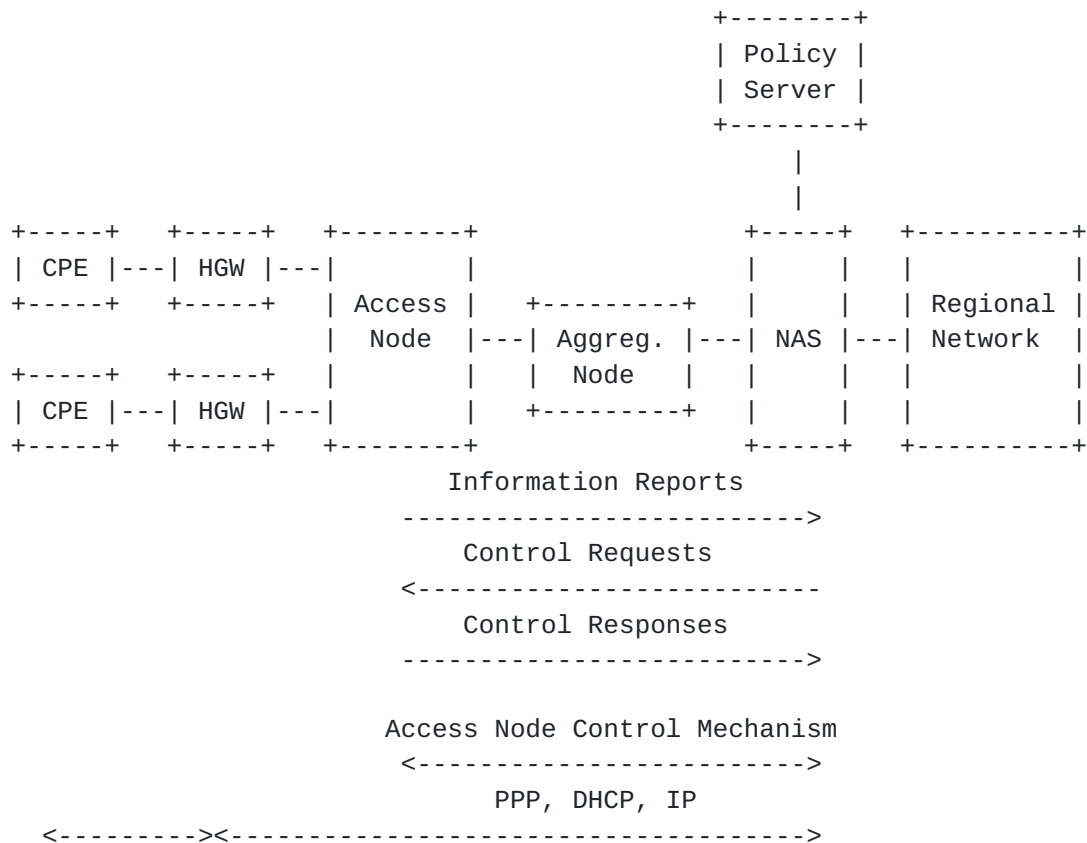 +--------+
| Policy |
| Server |
+--------+
|
|
+-----+ +-----+ +--------+ +-----+ +----------+
| CPE |---| HGW |---| | | | | |
+-----+ +-----+ | Access | +---------+ | | | Regional |
| Node |---| Aggreg. |---| NAS |---| Network |
+-----+ +-----+ | | | Node | | | | |
| CPE |---| HGW |---| | +---------+ | | | |
+-----+ +-----+ +--------+ +-----+ +----------+
Information Reports
-------------------------->
Control Requests
<--------------------------
Control Responses
-------------------------->
Access Node Control Mechanism
<------------------------->
PPP, DHCP, IP
<---------><------------------------------------->